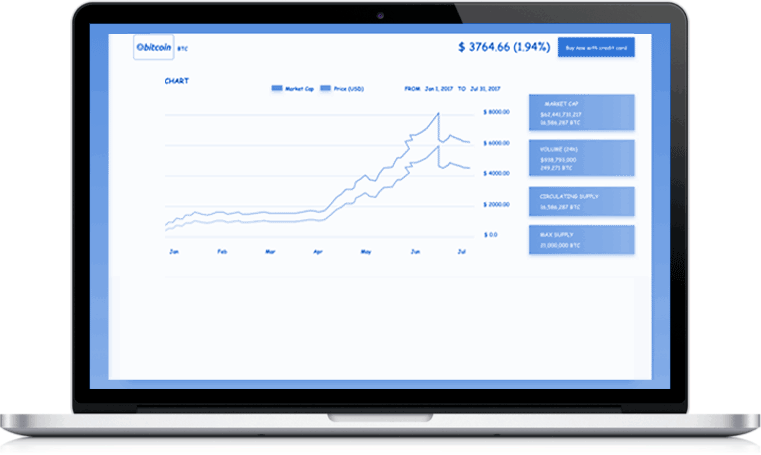 bitcoin BTC
$ 3764.66 (1.94%)
Buy now with credit card
CHART
Market Cap Price (USD)
FROM Jun 1, 2017 TO Jul 31, 2017
$ 8000.00
$ 6000.00
$ 4000.00
$ 2000.00
$ 0.0
Jan Feb Mar Apr May Jun Jul
MARKET CAP
$62,441,731,217
16,586,287 BTC
VOLUME (24h)
$938,793,000
249,271 BTC
CIRCULATING SUPPLY
16,586,287 BTC
MAX SUPPLY
21,000,000 BTC